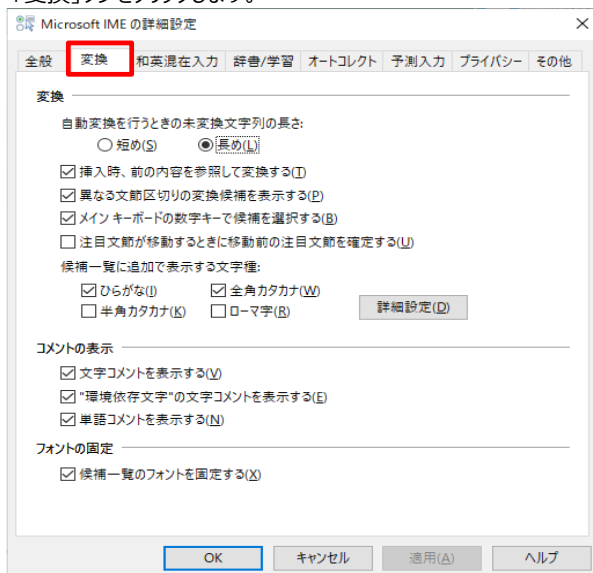 「変換」タブをクリックします。
Microsoft IME の詳細設定
全般 変換 和英混在入力 辞書/学習 オートコレクト 予測入力 プライバシー その他
変換
自動変換を行うときの未変換文字列の長さ:
短め(S) 長め(L)
挿入時、前の内容を参照して変換する(T)
異なる文節区切りの変換候補を表示する(P)
メイン キーボードの数字キーで候補を選択する(B)
注目文節が移動するときに移動前の注目文節を確定する(U)
候補一覧に追加で表示する文字種:
ひらがな(I) 全角カタカナ(W)
半角カタカナ(K) ローマ字(R) 詳細設定(D)
コメントの表示
文字コメントを表示する(V)
"環境依存文字"の文字コメントを表示する(E)
単語コメントを表示する(N)
フォントの固定
候補一覧のフォントを固定する(X)
OK キャンセル 適用(A) ヘルプ